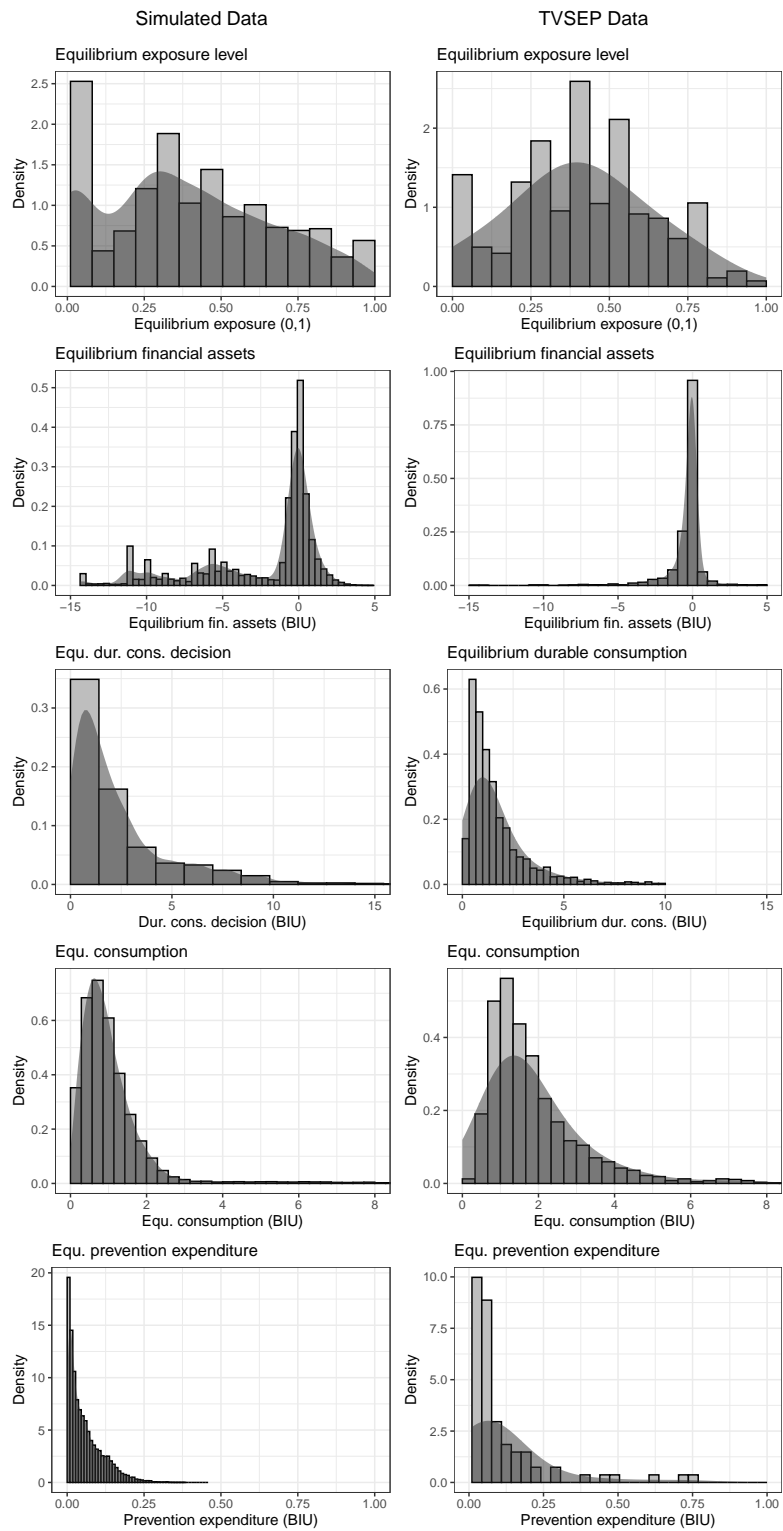 Simulated Data
TVSEP Data
Equilibrium exposure level
Density
2.5
2.0
1.5
1.0
0.5
0.0
0.00 0.25 0.50 0.75 1.00
Equilibrium exposure (0,1)
Equilibrium exposure level
Density
2
1
0
0.00 0.25 0.50 0.75 1.00
Equilibrium exposure (0,1)
Equilibrium financial assets
Density
0.5
0.4
0.3
0.2
0.1
0.0
−15 −10 −5 0 5
Equilibrium fin. assets (BIU)
Equilibrium financial assets
Density
1.00
0.75
0.50
0.25
0.00
−15 −10 −5 0 5
Equilibrium fin. assets (BIU)
Equ. dur. cons. decision
Density
0.3
0.2
0.1
0.0
0 5 10 15
Dur. cons. decision (BIU)
Equilibrium durable consumption
Density
0.6
0.4
0.2
0.0
0 5 10 15
Equilibrium dur. cons. (BIU)
Equ. consumption
Density
0.6
0.4
0.2
0.0
0 2 4 6 8
Equ. consumption (BIU)
Equ. consumption
Density
0.4
0.2
0.0
0 2 4 6 8
Equ. consumption (BIU)
Equ. prevention expenditure
Density
20
15
10
5
0
0.00 0.25 0.50 0.75 1.00
Prevention expenditure (BIU)
Equ. prevention expenditure
Density
10.0
7.5
5.0
2.5
0.0
0.00 0.25 0.50 0.75 1.00
Prevention expenditure (BIU)